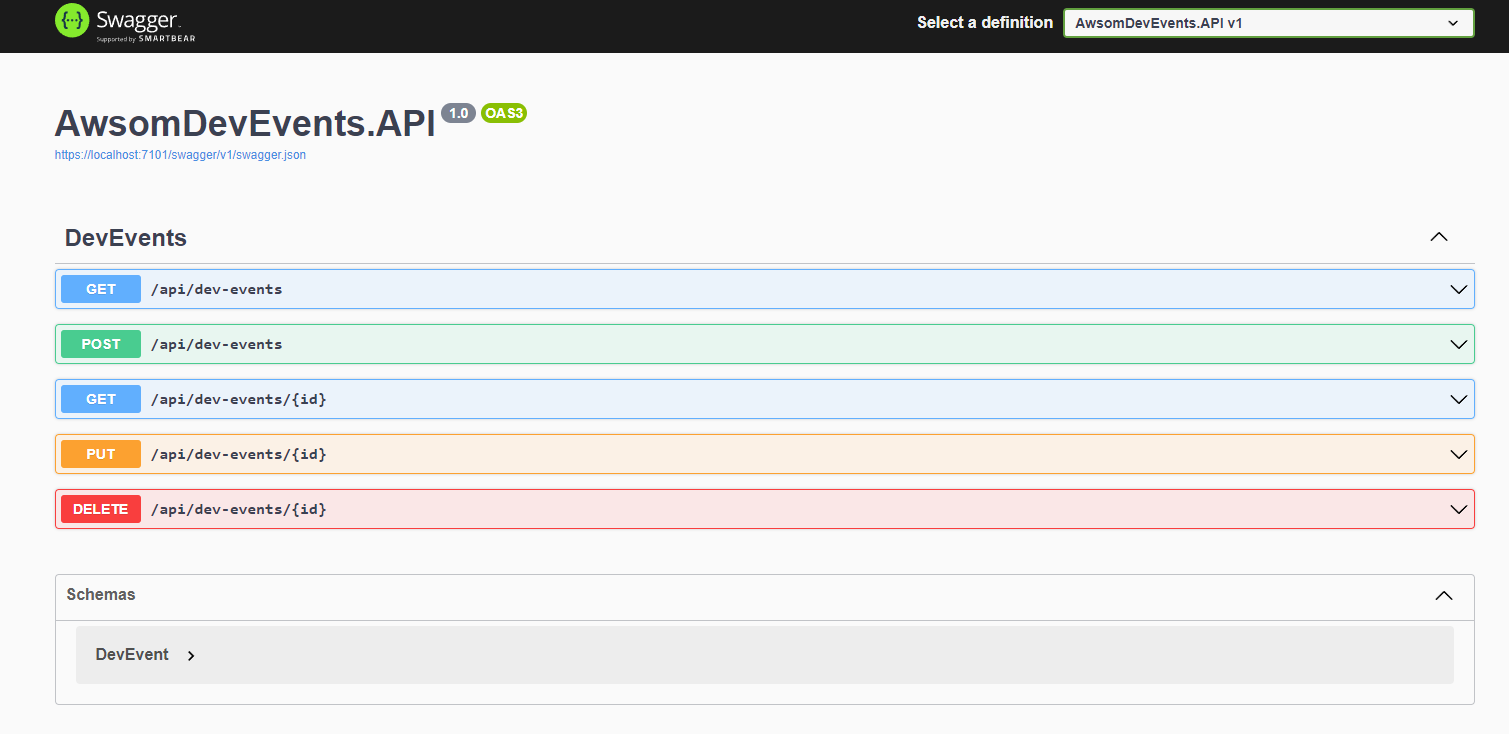 Swagger.
Supported by SMARTBEAR
Select a definition
AwsomDevEvents.API v1
AwsomDevEvents.API 1.0 OAS3
https://localhost:7101/swagger/v1/swagger.json
DevEvents
GET /api/dev-events
POST /api/dev-events
GET /api/dev-events/{id}
PUT /api/dev-events/{id}
DELETE /api/dev-events/{id}
Schemas
DevEvent